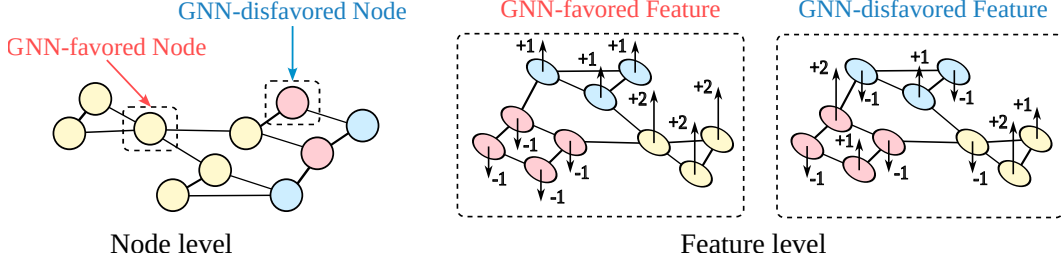 GNN-disfavored Node
GNN-favored Node
Node level
GNN-favored Feature
+1 +1
+1
+2 +2
+2
-1 -1 -1
-1
GNN-disfavored Feature
+2 +1
-1 -1
+1
+2
+1
-1 -1 -1
-1
Feature level